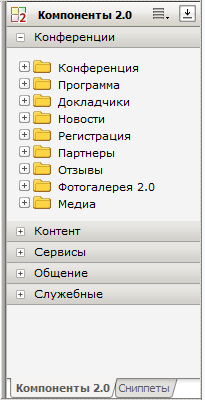 Компоненты 2.0
Конференции
Конференция
Программа
Докладчики
Новости
Регистрация
Партнеры
Отзывы
Фотогалерея 2.0
Медиа
Контент
Сервисы
Общение
Служебные
Компоненты 2.0 Сниппеты